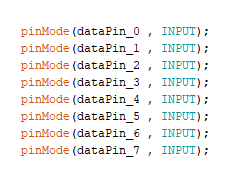 pinMode(dataPin_0 , INPUT);
pinMode(dataPin_1 , INPUT);
pinMode(dataPin_2 , INPUT);
pinMode(dataPin_3 , INPUT);
pinMode(dataPin_4 , INPUT);
pinMode(dataPin_5 , INPUT);
pinMode(dataPin_6 , INPUT);
pinMode(dataPin_7 , INPUT);